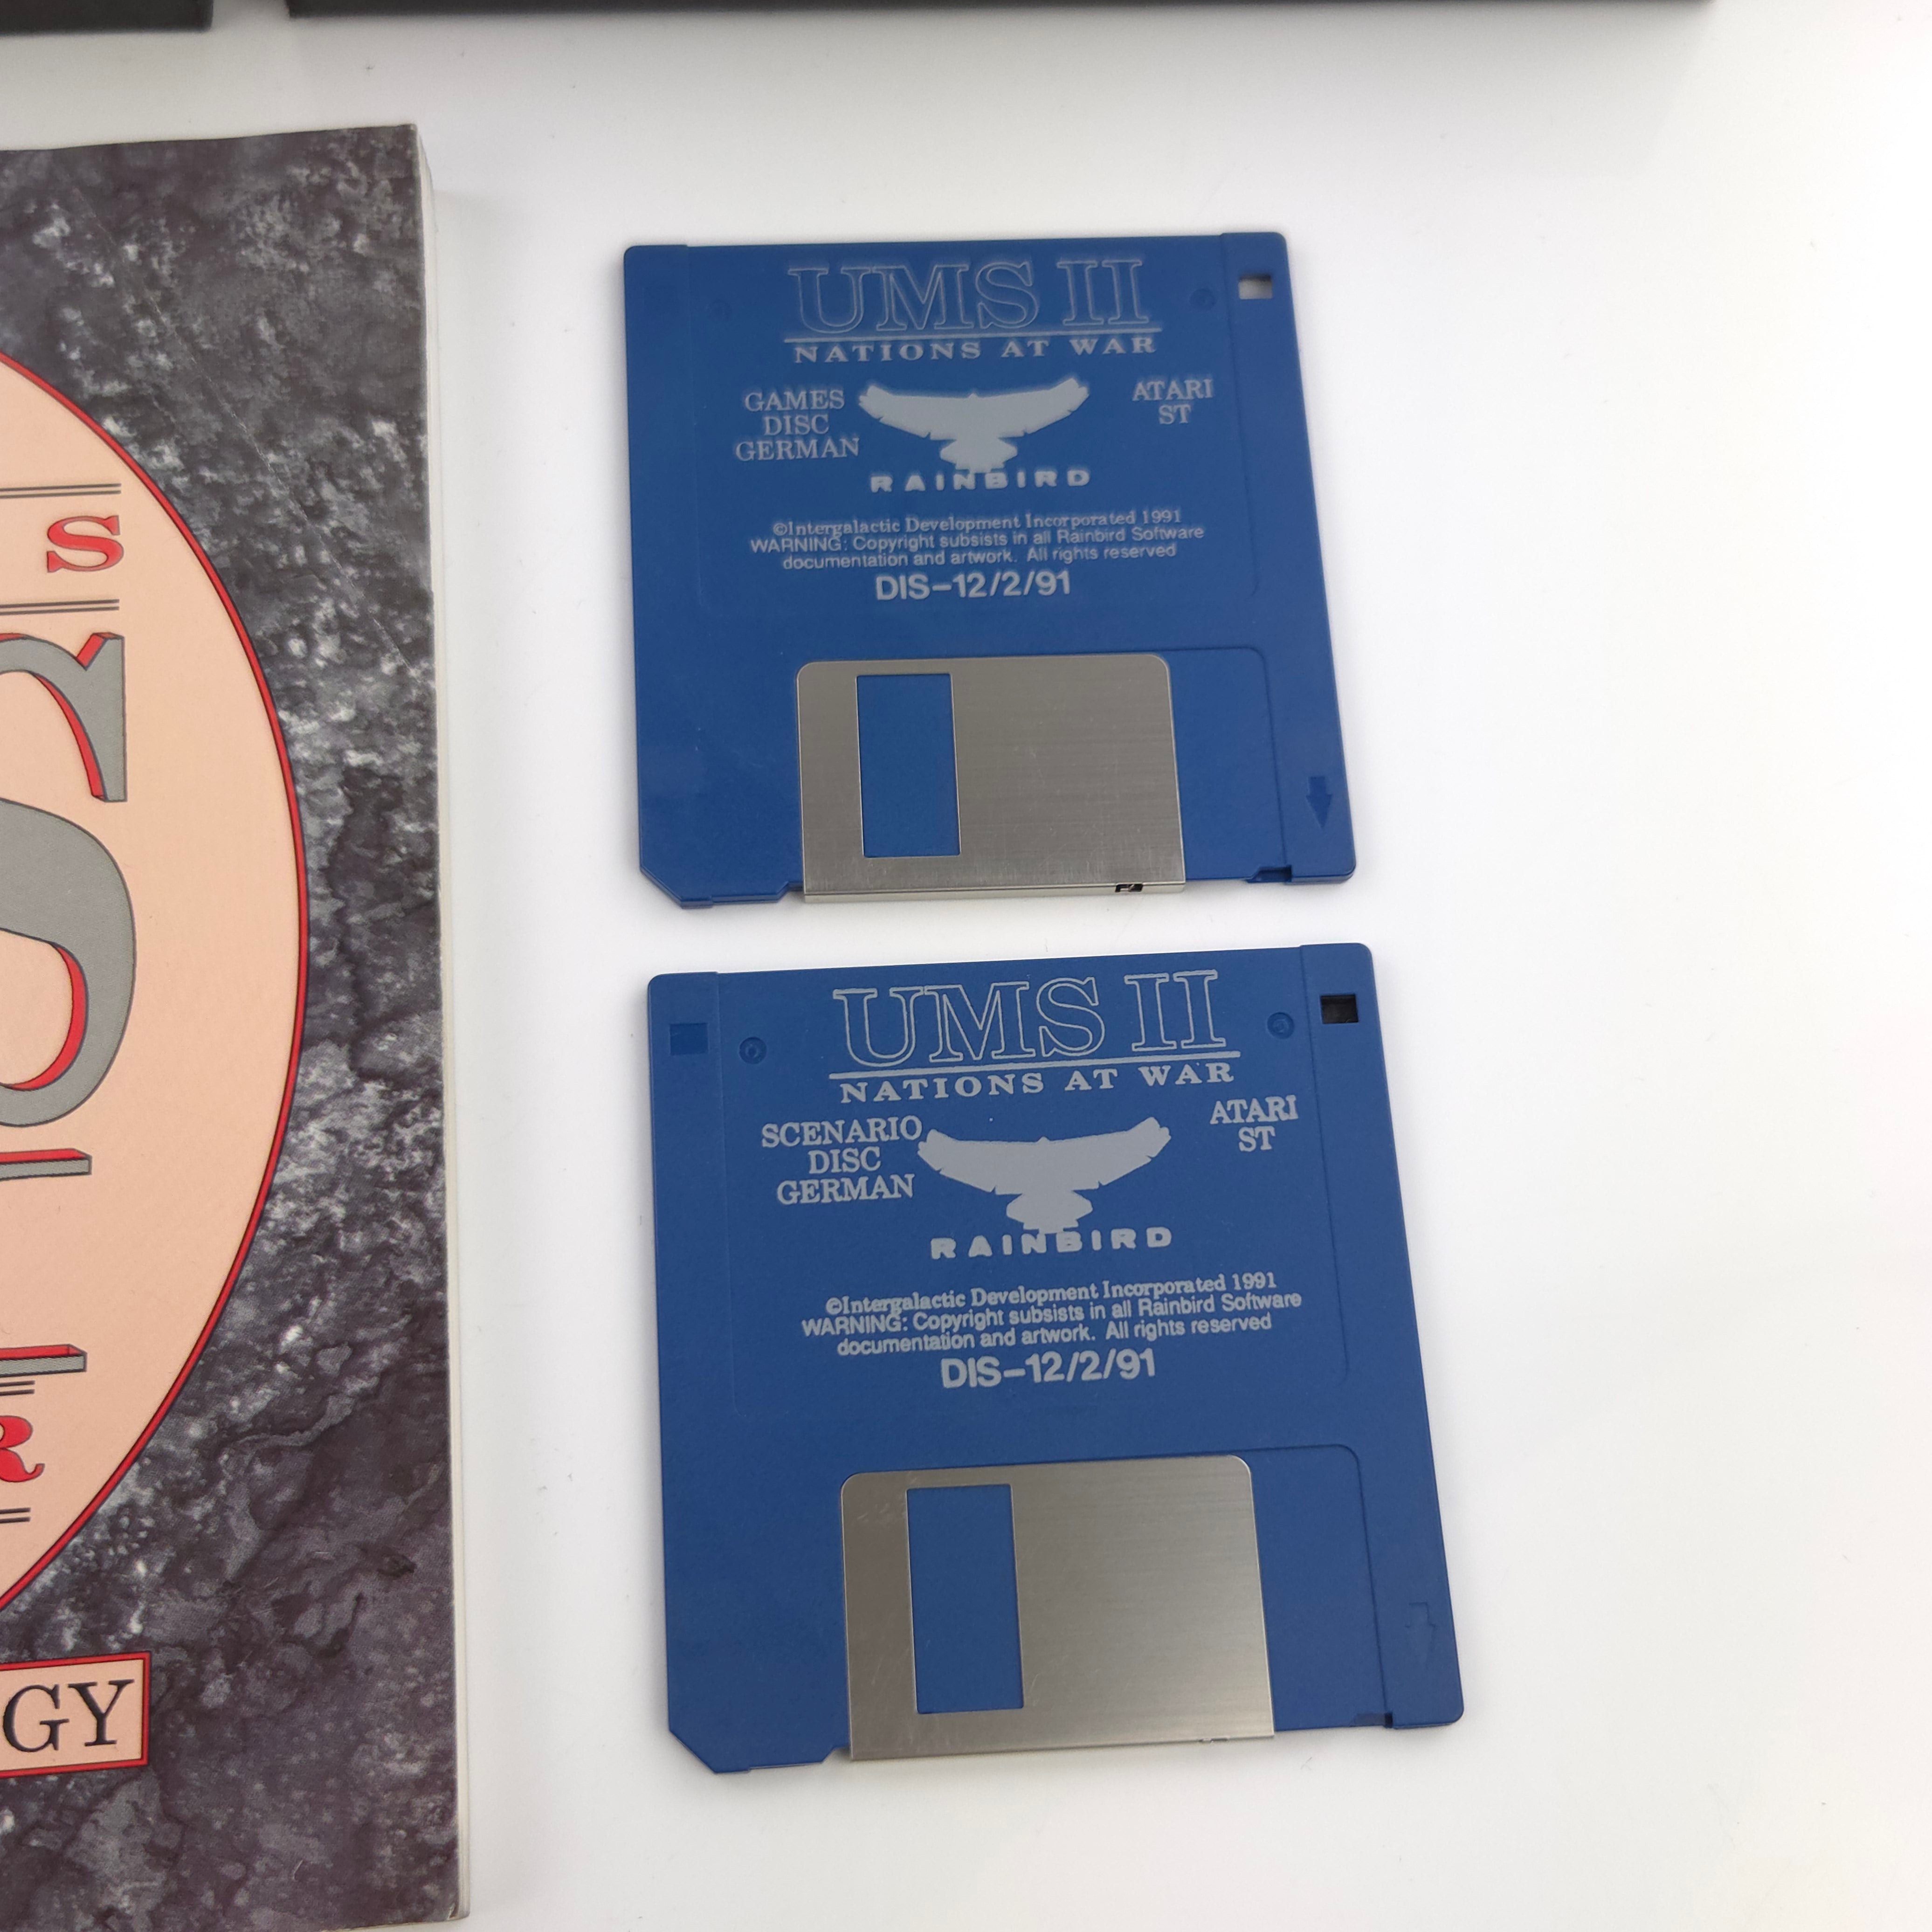 S
S
R
GY
UMS II
NATIONS AT WAR
GAMES
DISC
GERMAN
ATARI
ST
RAINBIRD
©Intergalactic Development Incorporated 1991
WARNING: Copyright subsists in all Rainbird Software
documentation and artwork. All rights reserved
DIS-12/2/91
UMS II
NATIONS AT WAR
SCENARIO
DISC
GERMAN
ATARI
ST
RAINBIRD
©Intergalactic Development Incorporated 1991
WARNING: Copyright subsists in all Rainbird Software
documentation and artwork. All rights reserved
DIS-12/2/91